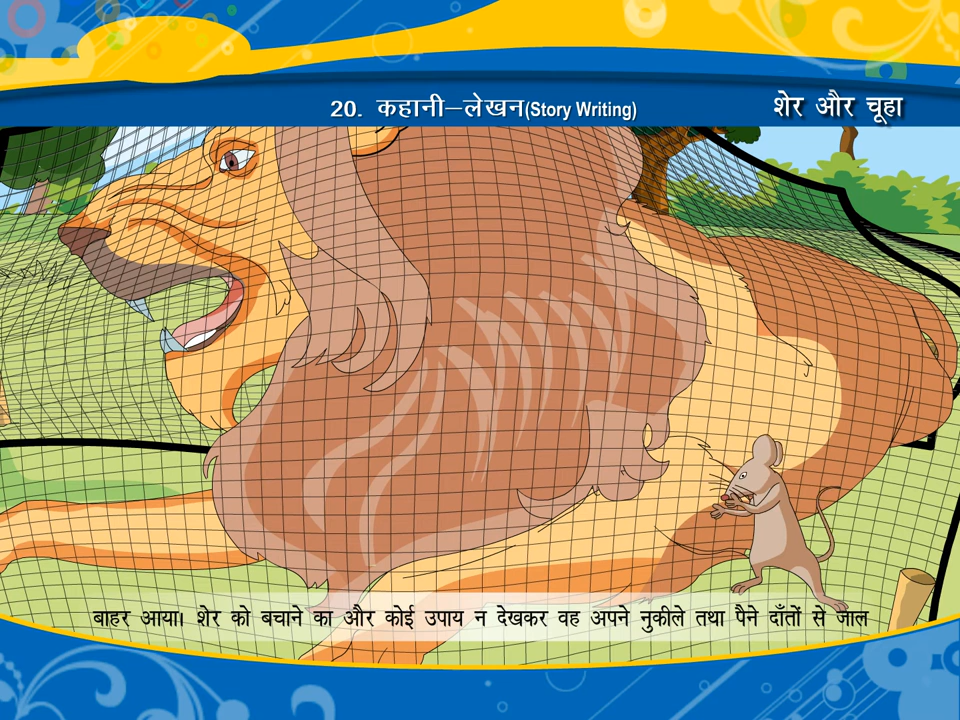 20. कहानी–लेखन(Story Writing)
शेर और चूहा
बाहर आया। शेर को बचाने का और कोई उपाय न देखकर वह अपने नुकीले तथा पैने दाँतों से जाल